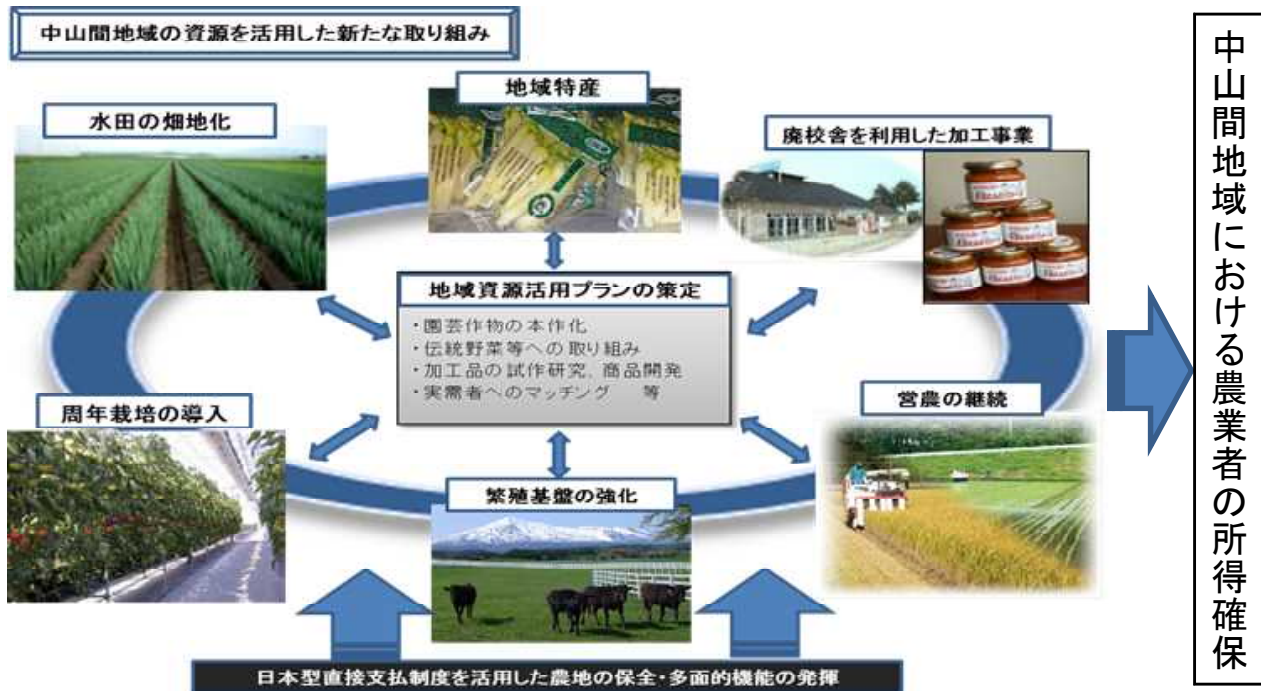 中山間地域の資源を活用した新たな取り組み
地域特産
水田の畑地化
廃校舎を利用した加工事業
地域資源活用プランの策定
・園芸作物の本作化
・伝統野菜等への取り組み
・加工品の試作研究、商品開発
・実需者へのマッチング　等
周年栽培の導入
営農の継続
繁殖基盤の強化
日本型直接支払制度を活用した農地の保全・多面的機能の発揮
中山間地域における農業者の所得確保